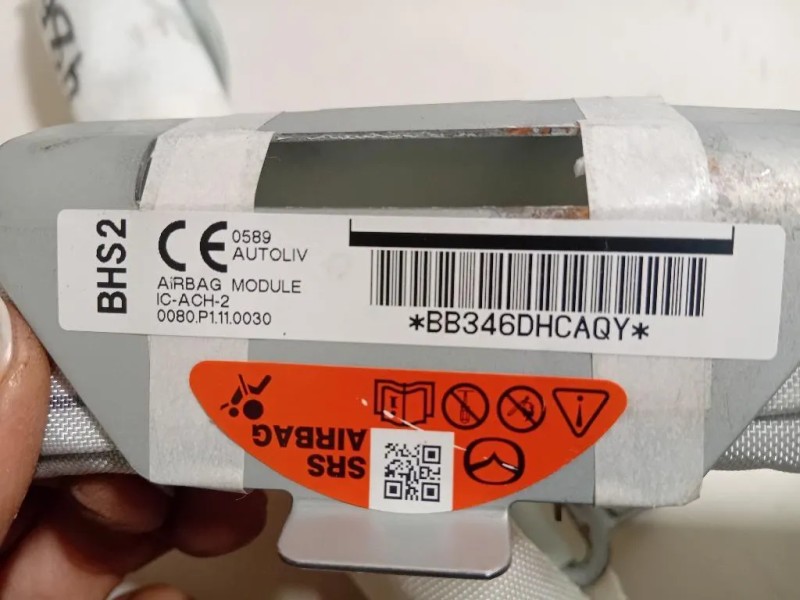 BHS2
CE 0589
AUTOLIV
AiRBAG MODULE
IC-ACH-2
0080.P1.11.0030
*BB346DHCAQY*
SRS
AIRBAG